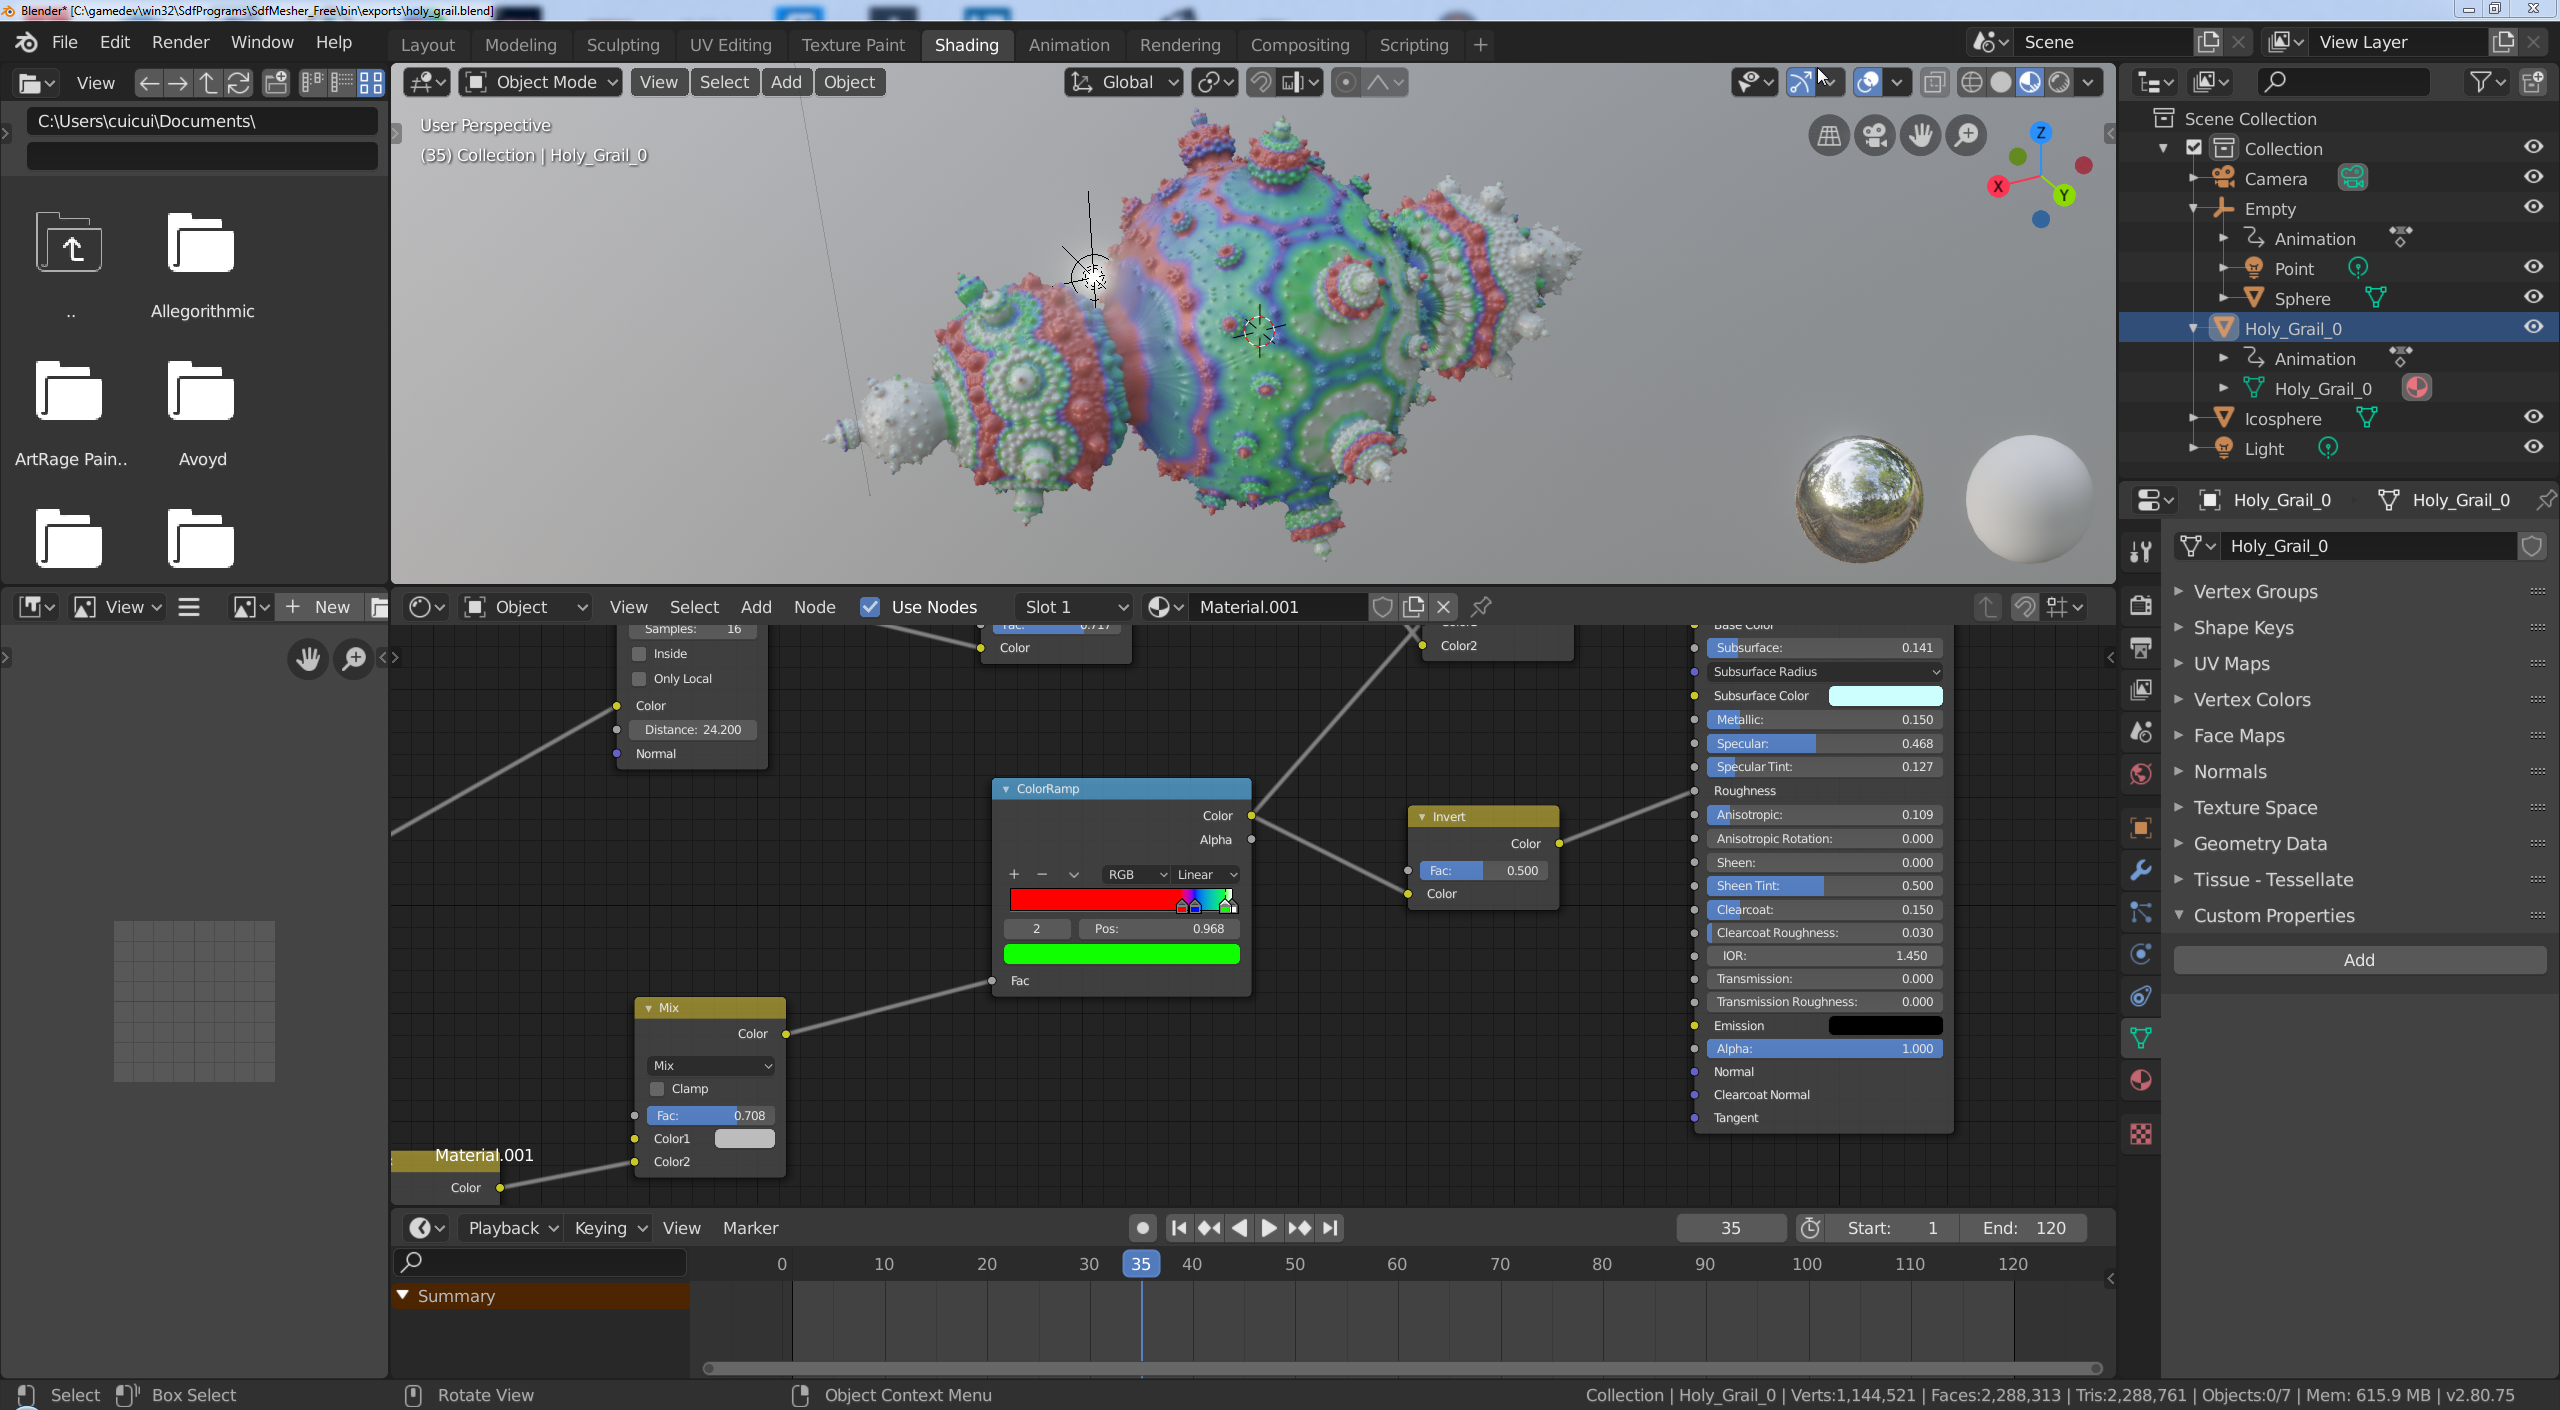 Blender* [C:\gamedev\win32\SdfPrograms\SdfMesher_Free\bin\exports\holy_grail.blend]
File Edit Render Window Help
Layout Modeling Sculpting UV Editing Texture Paint Shading Animation Rendering Compositing Scripting +
Scene
View Layer
View
Object Mode View Select Add Object
Global
C:\Users\cuicui\Documents\
User Perspective
(35) Collection | Holy_Grail_0
Z
X
Y
..
Allegorithmic
ArtRage Pain..
Avoyd
Scene Collection
Collection
Camera
Empty
Animation
Point
Sphere
Holy_Grail_0
Animation
Holy_Grail_0
Icosphere
Light
Holy_Grail_0
Holy_Grail_0
Holy_Grail_0
Vertex Groups
Shape Keys
UV Maps
Vertex Colors
Face Maps
Normals
Texture Space
Geometry Data
Tissue - Tessellate
Custom Properties
Add
View
+ New
Object View Select Add Node Use Nodes Slot 1 Material.001
Samples: 16
Inside
Only Local
Color
Distance: 24.200
Normal
Fac: 0.717
Color
Color2
ColorRamp
Color
Alpha
+ − RGB Linear
2 Pos: 0.968
Fac
Invert
Color
Fac: 0.500
Color
Mix
Color
Mix
Clamp
Fac: 0.708
Color1
Color2
Material.001
Color
Base Color
Subsurface: 0.141
Subsurface Radius
Subsurface Color
Metallic: 0.150
Specular: 0.468
Specular Tint: 0.127
Roughness
Anisotropic: 0.109
Anisotropic Rotation: 0.000
Sheen: 0.000
Sheen Tint: 0.500
Clearcoat: 0.150
Clearcoat Roughness: 0.030
IOR: 1.450
Transmission: 0.000
Transmission Roughness: 0.000
Emission
Alpha: 1.000
Normal
Clearcoat Normal
Tangent
Playback Keying View Marker
35 Start: 1 End: 120
0 10 20 30 35 40 50 60 70 80 90 100 110 120
Summary
Select Box Select Rotate View Object Context Menu
Collection | Holy_Grail_0 | Verts:1,144,521 | Faces:2,288,313 | Tris:2,288,761 | Objects:0/7 | Mem: 615.9 MB | v2.80.75